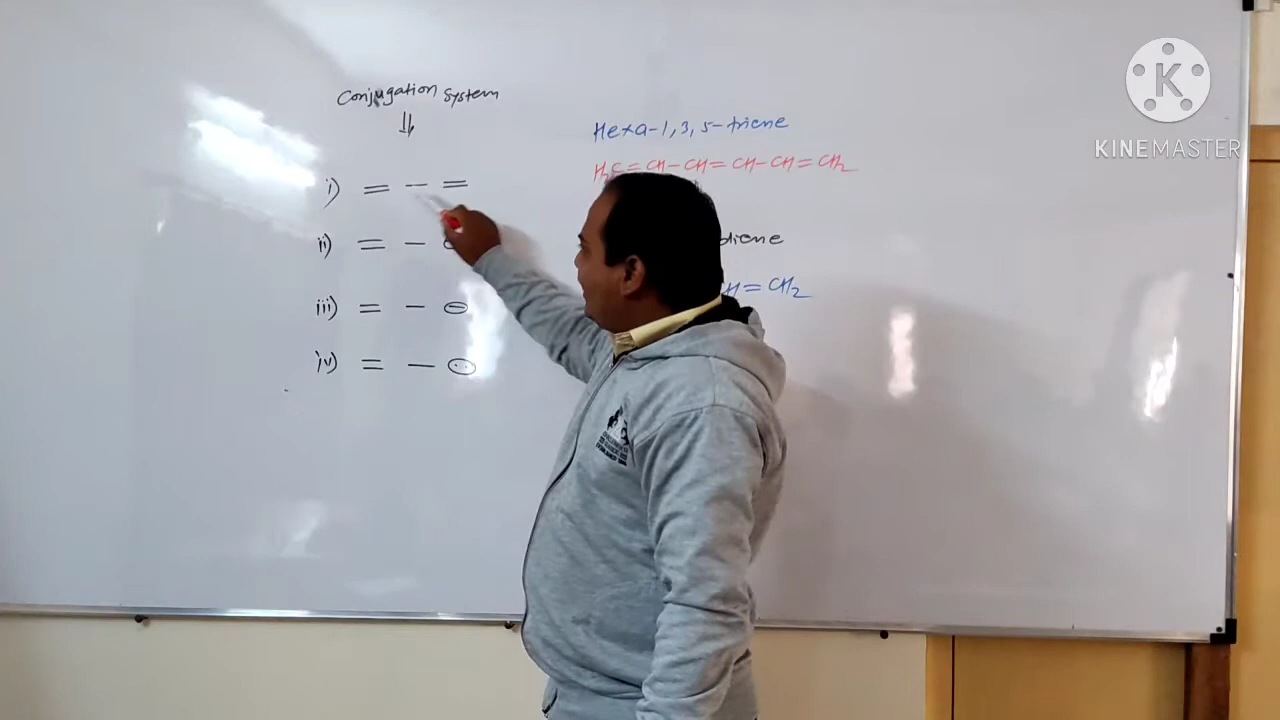 Conjugation System
⇓
i) = - =
ii) = -
iii) = - ⊖
iv) = - 
Hexa-1,3,5-triene
H2C=CH-CH=CH-CH=CH2
diene
=CH2
KINEMASTER